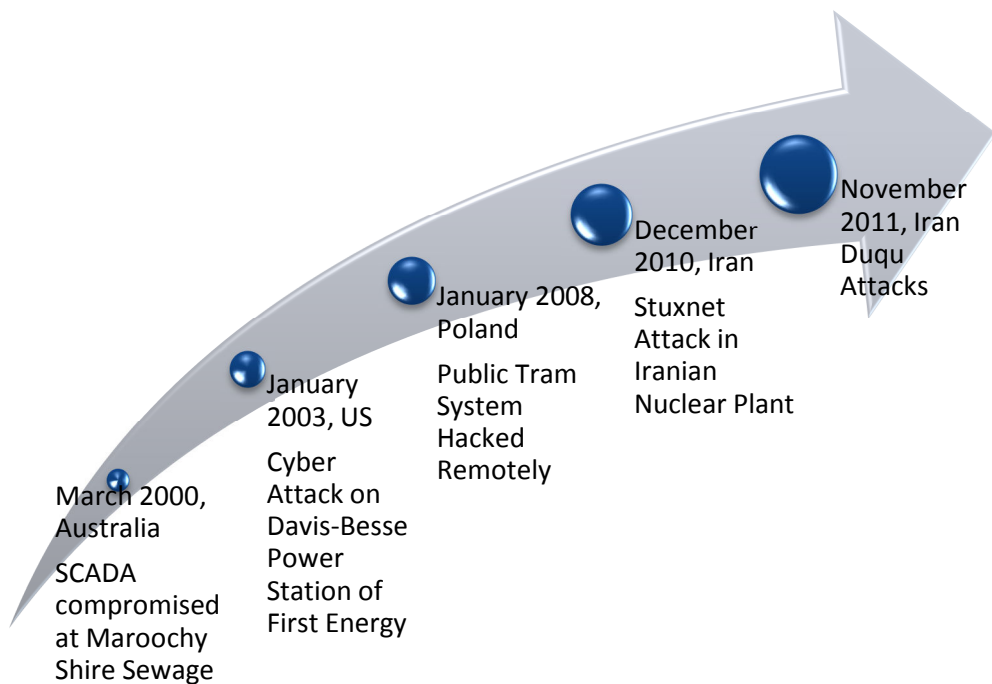 March 2000,
Australia
SCADA
compromised
at Maroochy
Shire Sewage
January
2003, US
Cyber
Attack on
Davis-Besse
Power
Station of
First Energy
January 2008,
Poland
Public Tram
System
Hacked
Remotely
December
2010, Iran
Stuxnet
Attack in
Iranian
Nuclear Plant
November
2011, Iran
Duqu
Attacks